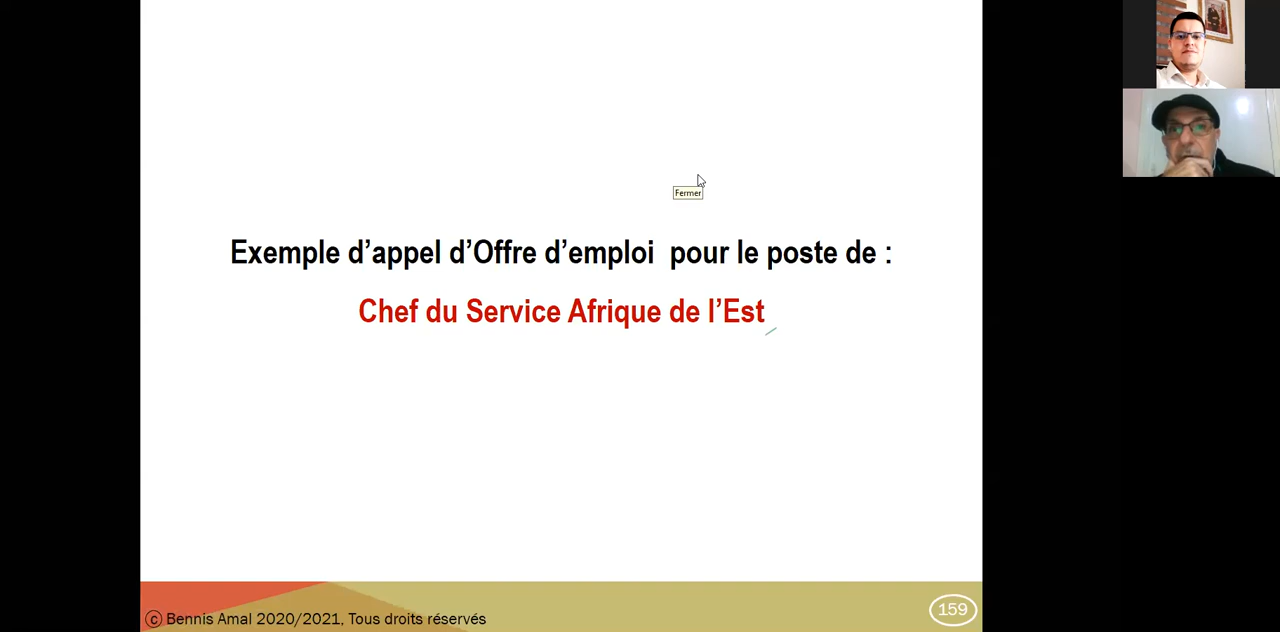 Fermer
Exemple d’appel d’Offre d’emploi  pour le poste de :
Chef du Service Afrique de l’Est
© Bennis Amal 2020/2021, Tous droits réservés
159